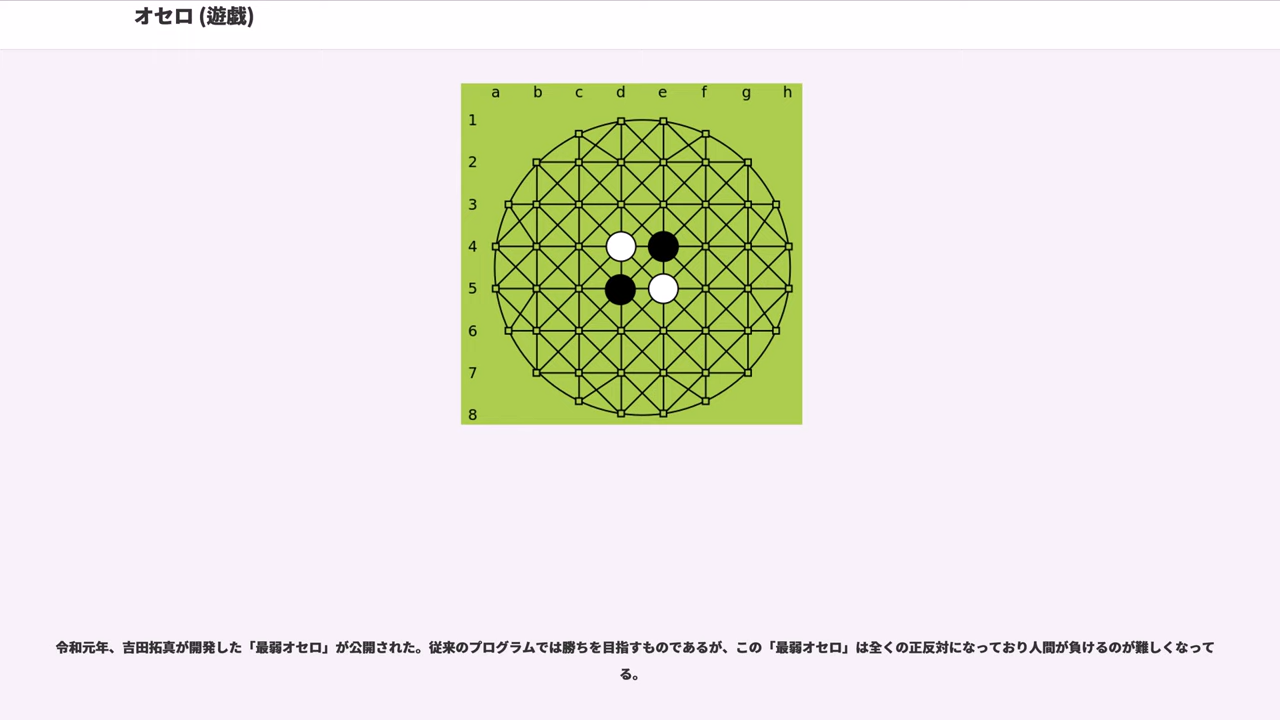 オセロ (遊戯)
a b c d e f g h
1
2
3
4
5
6
7
8
令和元年、吉田拓真が開発した「最弱オセロ」が公開された。従来のプログラムでは勝ちを目指すものであるが、この「最弱オセロ」は全くの正反対になっており人間が負けるのが難しくなって
る。